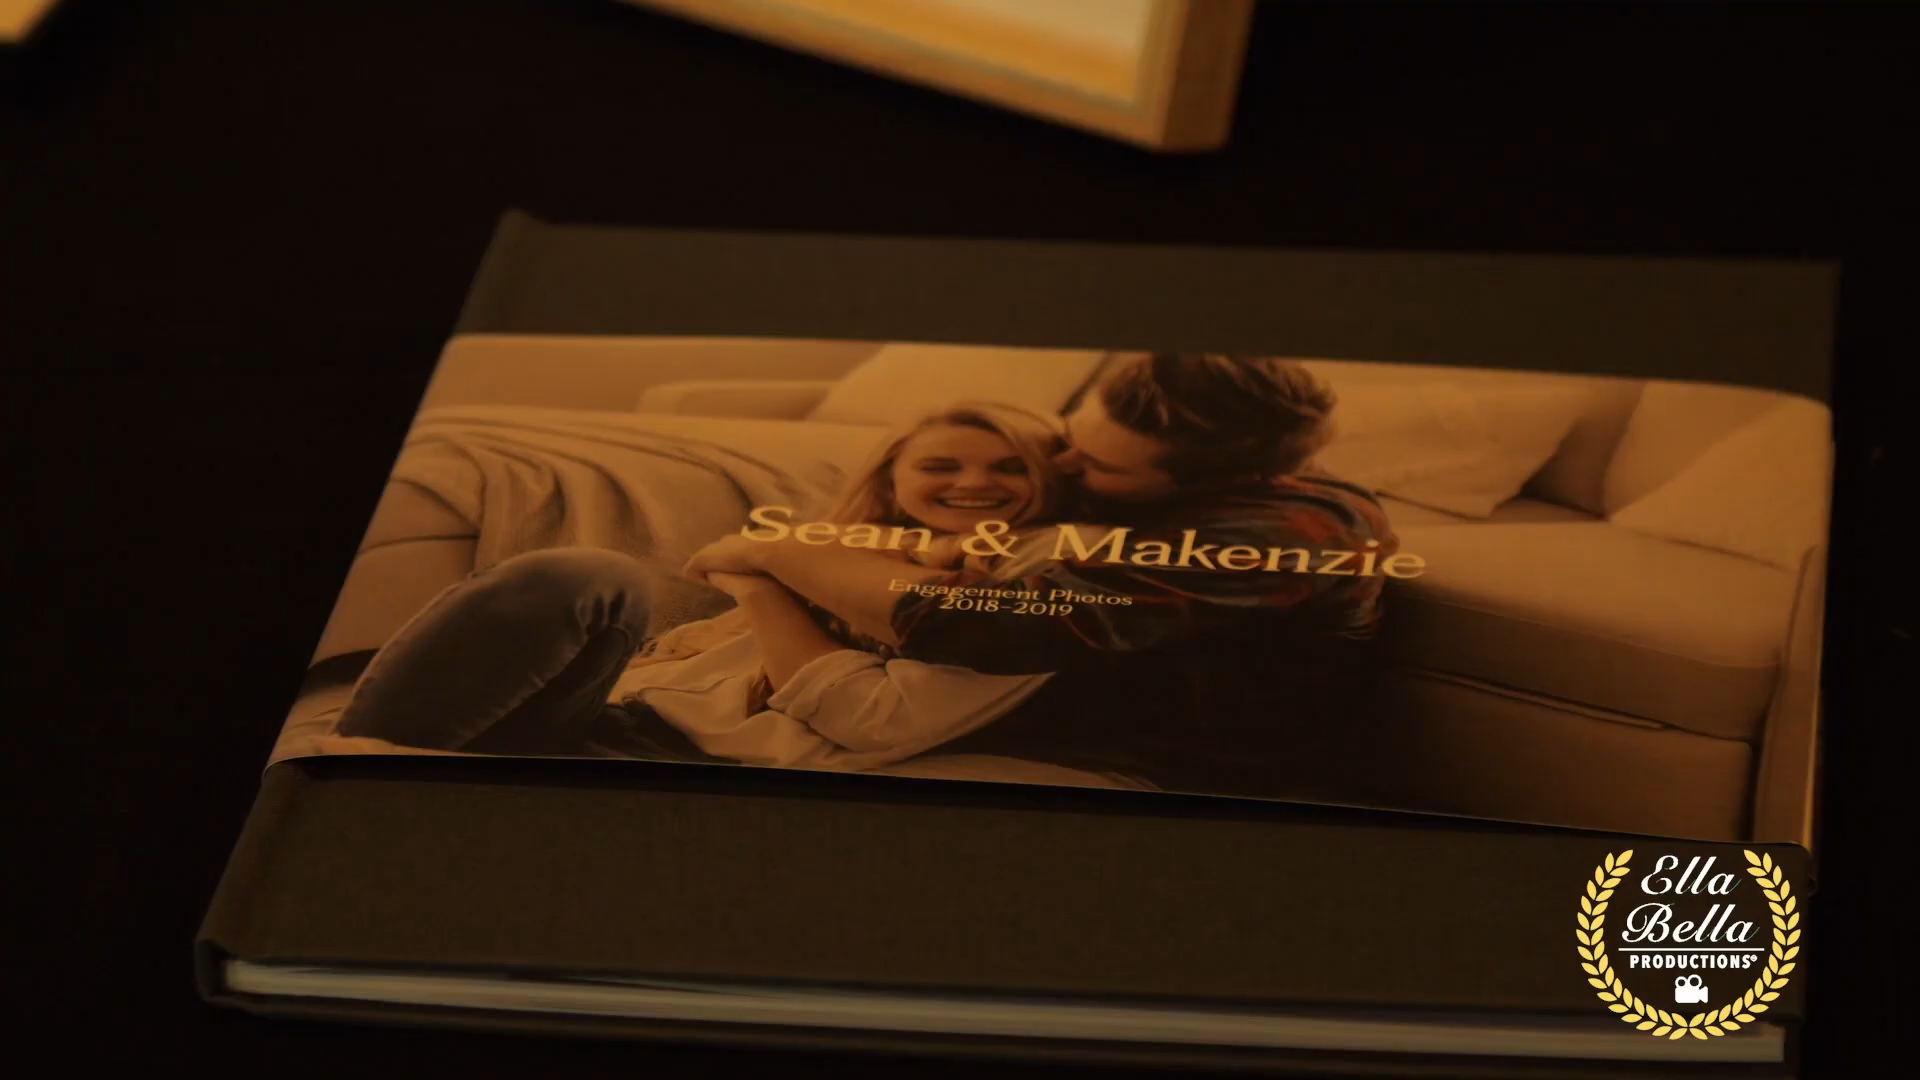 Sean & Makenzie
Engagement Photos
2018-2019
Ella
Bella
PRODUCTIONS®